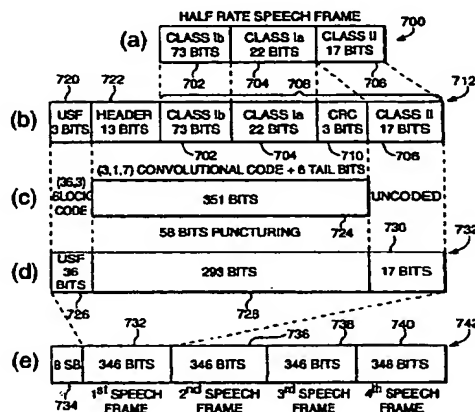 HALF RATE SPEECH FRAME
(a) CLASS Ib 73 BITS CLASS Ia 22 BITS CLASS II 17 BITS 700
720 722 702 704 708 706 712
(b) USF 3 BITS HEADER 13 BITS CLASS Ib 73 BITS CLASS Ia 22 BITS CRC 3 BITS CLASS II 17 BITS
702 704 710 706
(3,1,7) CONVOLUTIONAL CODE + 6 TAIL BITS
(c) (36,3) BLOCK CODE 351 BITS UNCODED
724
58 BITS PUNCTURING 730 732
(d) USF 36 BITS 293 BITS 17 BITS
726 728
732 736 738 740 742
(e) 8 SB 346 BITS 346 BITS 346 BITS 346 BITS
734 1st SPEECH FRAME 2nd SPEECH FRAME 3rd SPEECH FRAME 4th SPEECH FRAME